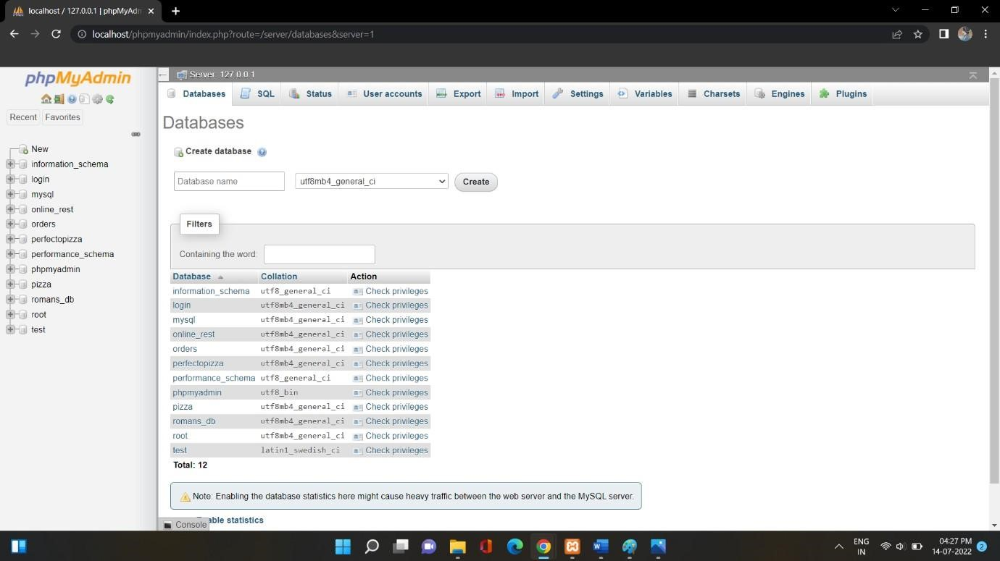 localhost / 127.0.0.1 | phpMyAdm
localhost/phpmyadmin/index.php?route=/server/databases&server=1
phpMyAdmin
Recent Favorites
New
information_schema
login
mysql
online_rest
orders
perfectopizza
performance_schema
phpmyadmin
pizza
romans_db
root
test
Server: 127.0.0.1
Databases SQL Status User accounts Export Import Settings Variables Charsets Engines Plugins
Databases
Create database
Database name utf8mb4_general_ci Create
Filters
Containing the word:
Database Collation Action
information_schema utf8_general_ci Check privileges
login utf8mb4_general_ci Check privileges
mysql utf8mb4_general_ci Check privileges
online_rest utf8mb4_general_ci Check privileges
orders utf8mb4_general_ci Check privileges
perfectopizza utf8mb4_general_ci Check privileges
performance_schema utf8_general_ci Check privileges
phpmyadmin utf8_bin Check privileges
pizza utf8mb4_general_ci Check privileges
romans_db utf8mb4_general_ci Check privileges
root utf8mb4_general_ci Check privileges
test latin1_swedish_ci Check privileges
Total: 12
Note: Enabling the database statistics here might cause heavy traffic between the web server and the MySQL server.
able statistics
Console
ENG
IN
04:27 PM
14-07-2022
2